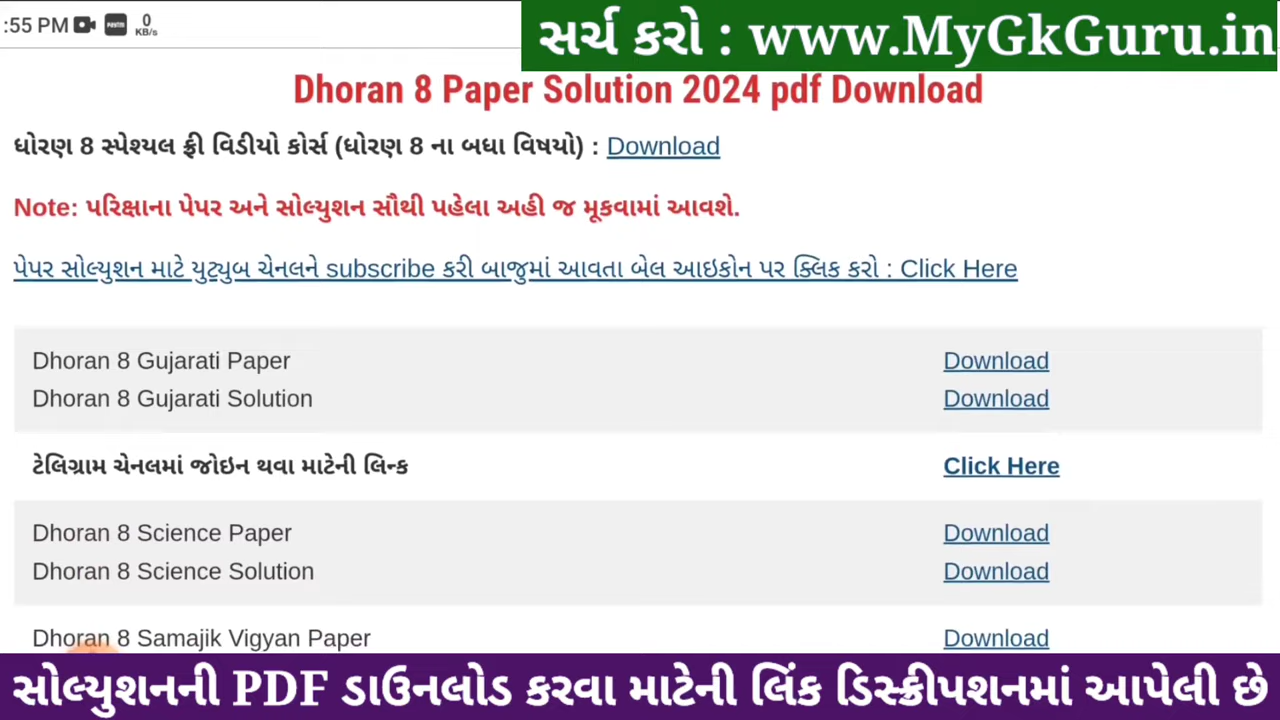 :55 PM
0
KB/s
સર્ચ કરો : www.MyGkGuru.in
Dhoran 8 Paper Solution 2024 pdf Download
ધોરણ 8 સ્પેશ્યલ ફ્રી વિડીયો કોર્સ (ધોરણ 8 ના બધા વિષયો) : Download
Note: પરિક્ષાના પેપર અને સોલ્યુશન સૌથી પહેલા અહી જ મૂકવામાં આવશે.
પેપર સોલ્યુશન માટે યુટ્યુબ ચેનલને subscribe કરી બાજુમાં આવતા બેલ આઇકોન પર ક્લિક કરો : Click Here
Dhoran 8 Gujarati Paper Download
Dhoran 8 Gujarati Solution Download
ટેલિગ્રામ ચેનલમાં જોઇન થવા માટેની લિન્ક Click Here
Dhoran 8 Science Paper Download
Dhoran 8 Science Solution Download
Dhoran 8 Samajik Vigyan Paper Download
સોલ્યુશનની PDF ડાઉનલોડ કરવા માટેની લિંક ડિસ્ક્રીપશનમાં આપેલી છે